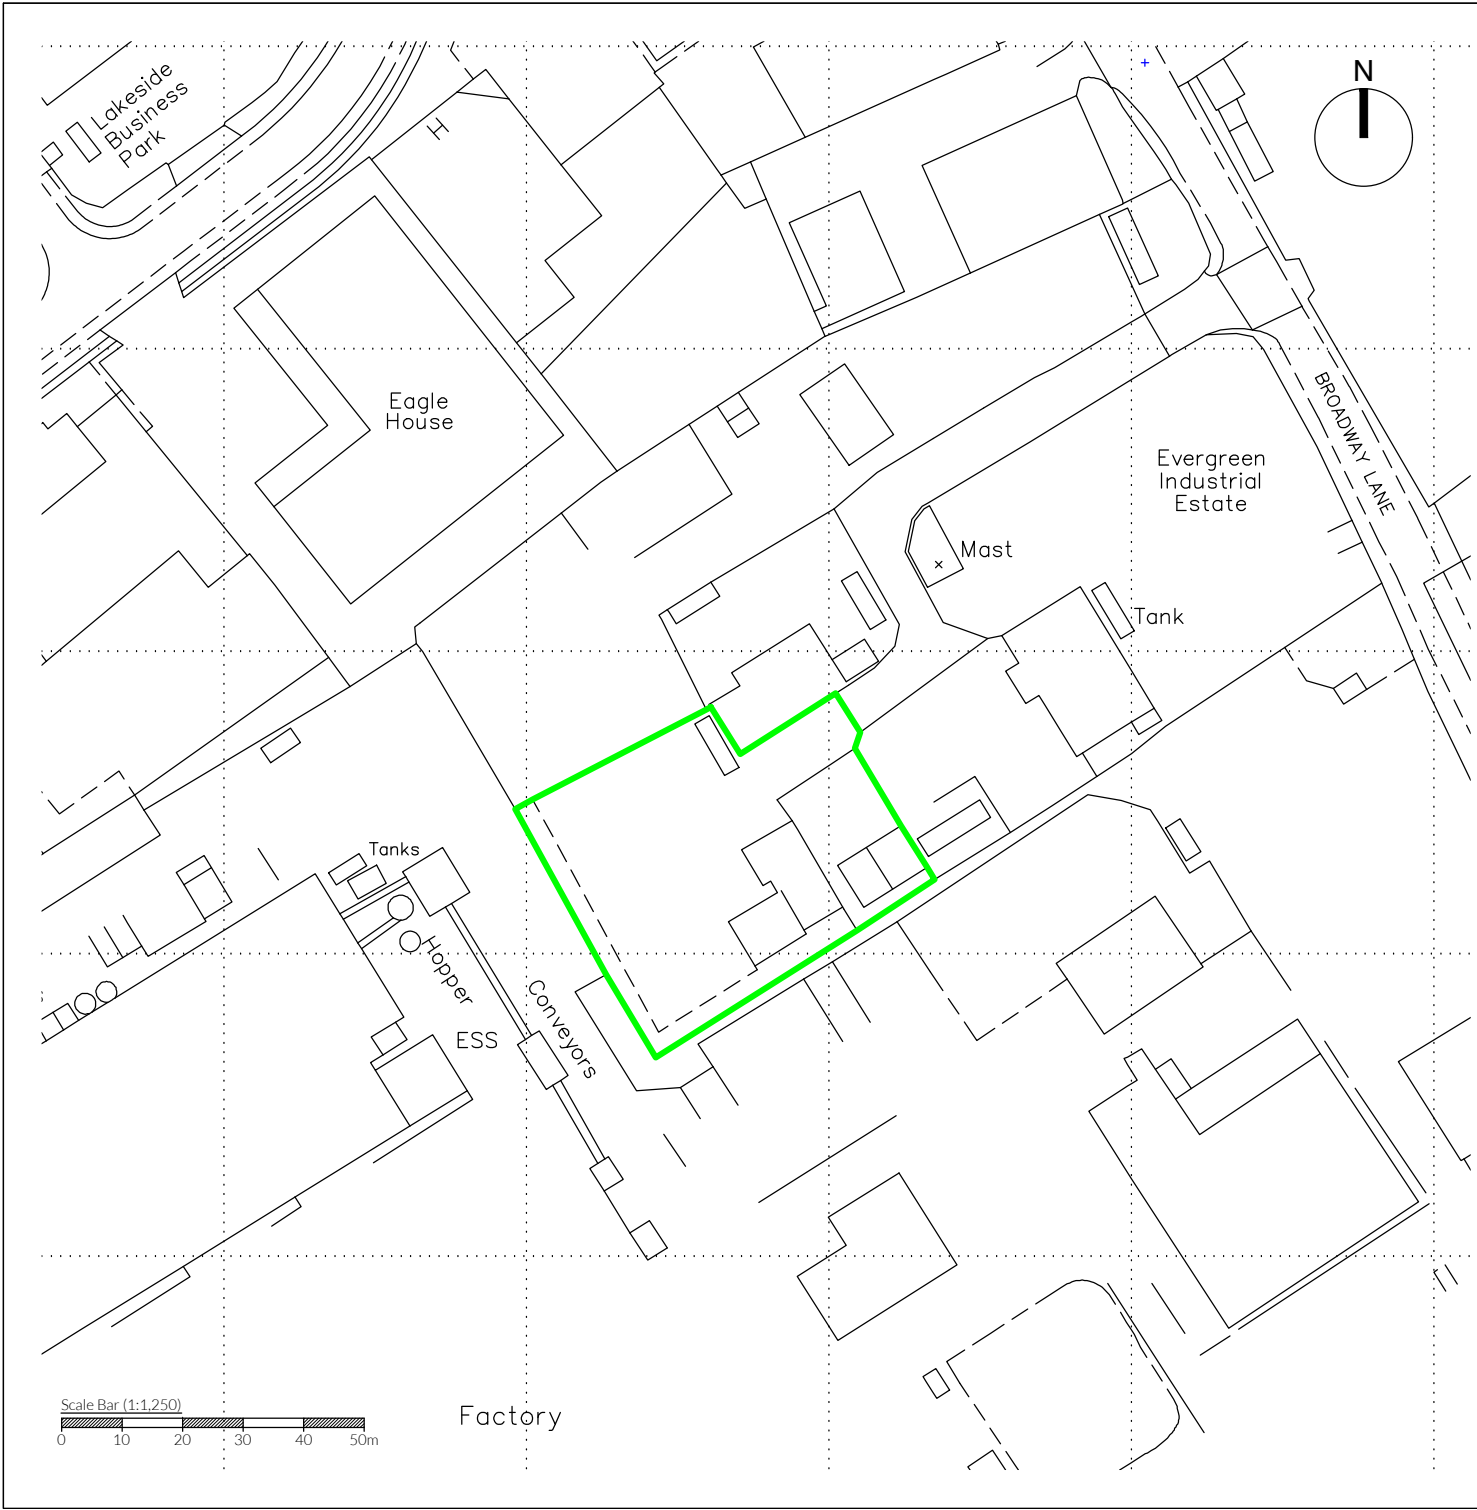 Lakeside
Business
Park
H
N
Eagle
House
BROADWAY LANE
Evergreen
Industrial
Estate
Mast
Tank
Tanks
Hopper
Conveyors
ESS
Scale Bar (1:1,250)
0 10 20 30 40 50m
Factory